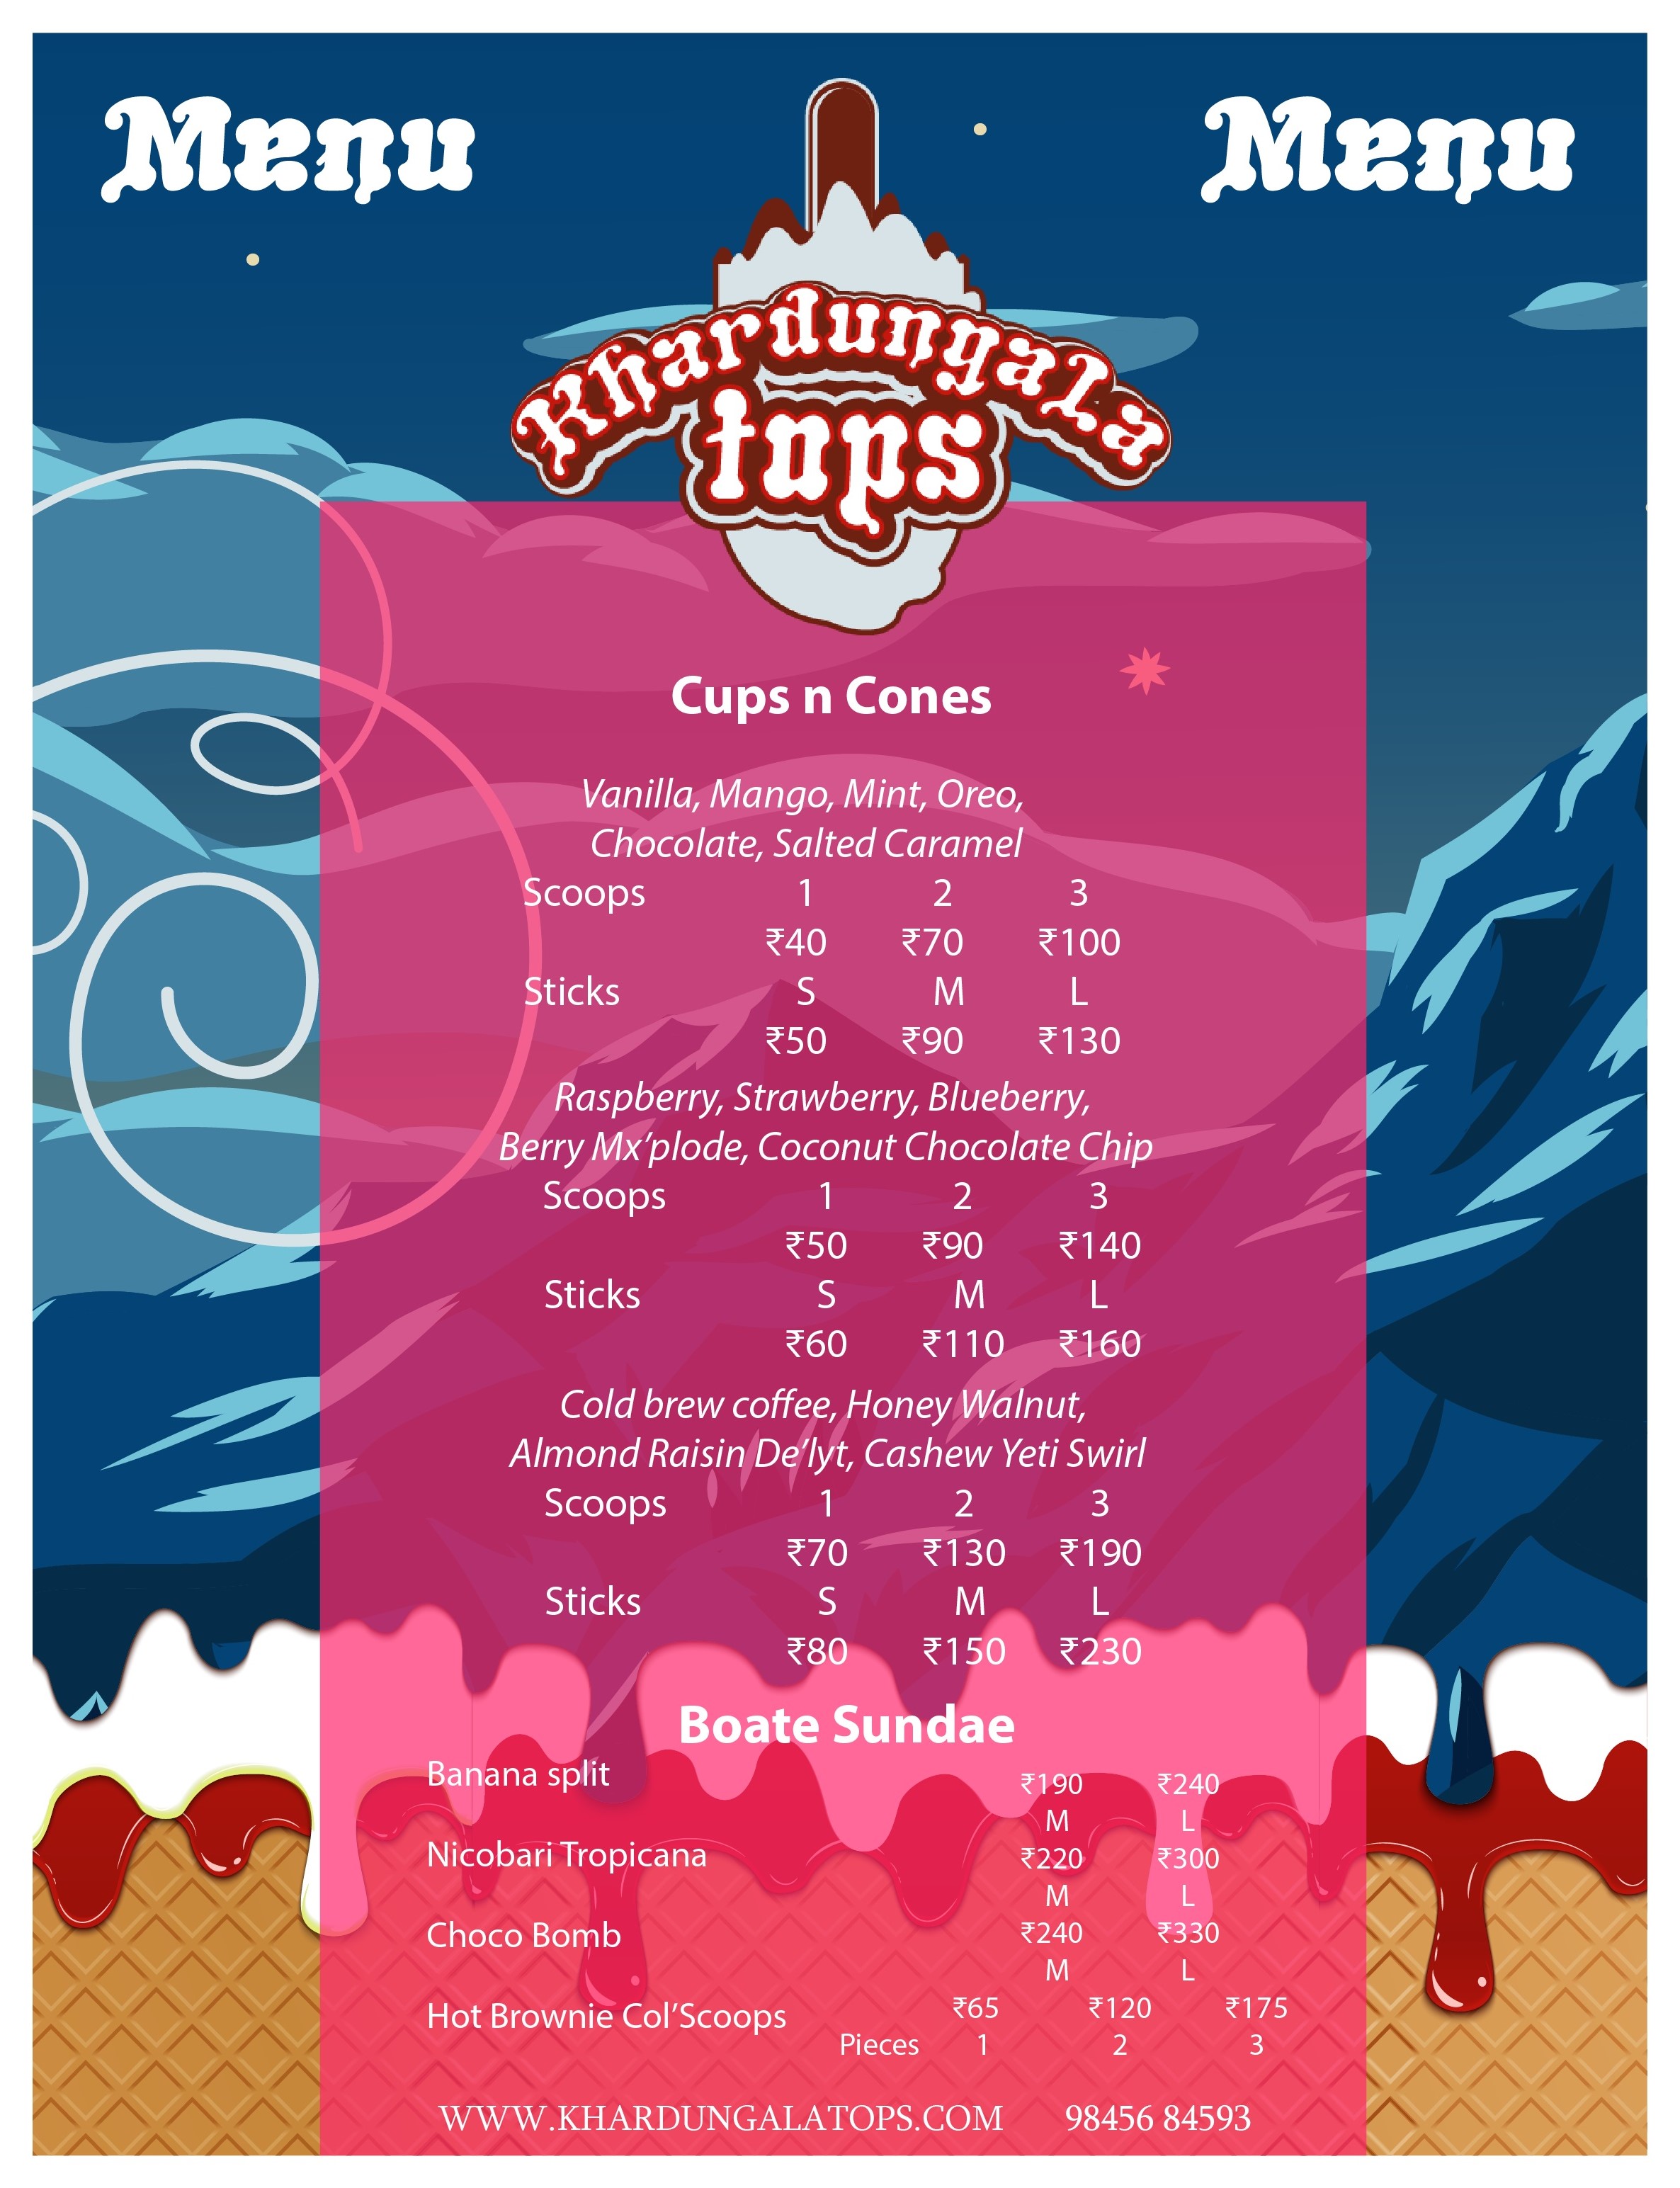 Menu
Menu
Khardungala
tops
Cups n Cones
Vanilla, Mango, Mint, Oreo,
Chocolate, Salted Caramel
Scoops 1 2 3
₹40 ₹70 ₹100
Sticks S M L
₹50 ₹90 ₹130
Raspberry, Strawberry, Blueberry,
Berry Mx’plode, Coconut Chocolate Chip
Scoops 1 2 3
₹50 ₹90 ₹140
Sticks S M L
₹60 ₹110 ₹160
Cold brew coffee, Honey Walnut,
Almond Raisin De’lyt, Cashew Yeti Swirl
Scoops 1 2 3
₹70 ₹130 ₹190
Sticks S M L
₹80 ₹150 ₹230
Boate Sundae
Banana split ₹190 ₹240
M L
Nicobari Tropicana ₹220 ₹300
M L
Choco Bomb ₹240 ₹330
M L
Hot Brownie Col’Scoops ₹65 ₹120 ₹175
Pieces 1 2 3
WWW.KHARDUNGALATOPS.COM 98456 84593